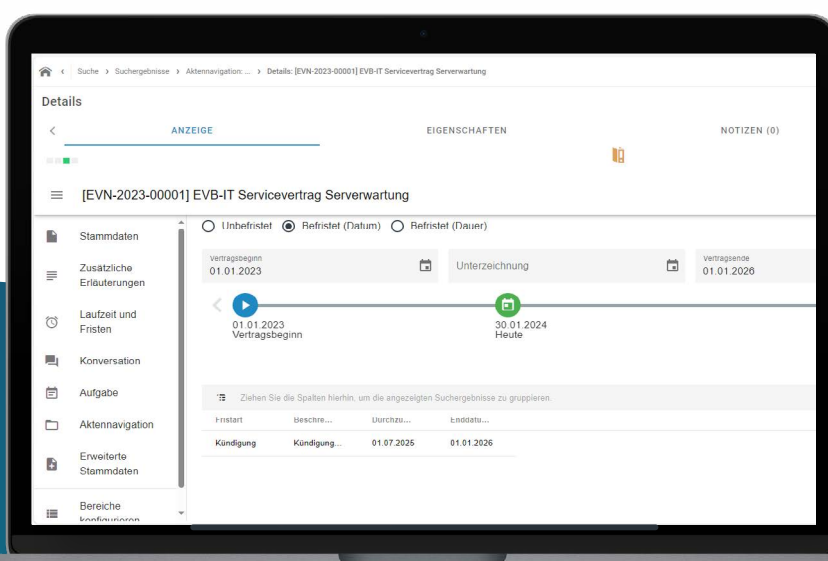 Suche › Suchergebnisse › Aktennavigation: ... › Details: [EVN-2023-00001] EVB-IT Servicevertrag Serverwartung
Details
ANZEIGE EIGENSCHAFTEN NOTIZEN (0)
[EVN-2023-00001] EVB-IT Servicevertrag Serverwartung
Stammdaten
Zusätzliche
Erläuterungen
Laufzeit und
Fristen
Konversation
Aufgabe
Aktennavigation
Erweiterte
Stammdaten
Bereiche
konfigurieren
Unbefristet Befristet (Datum) Befristet (Dauer)
Vertragsbeginn
01.01.2023
Unterzeichnung
Vertragsende
01.01.2026
01.01.2023
Vertragsbeginn
30.01.2024
Heute
Ziehen Sie die Spalten hierhin, um die angezeigten Suchergebnisse zu gruppieren.
Fristart Beschre... Durchzu... Enddatu...
Kündigung Kündigung... 01.07.2025 01.01.2026